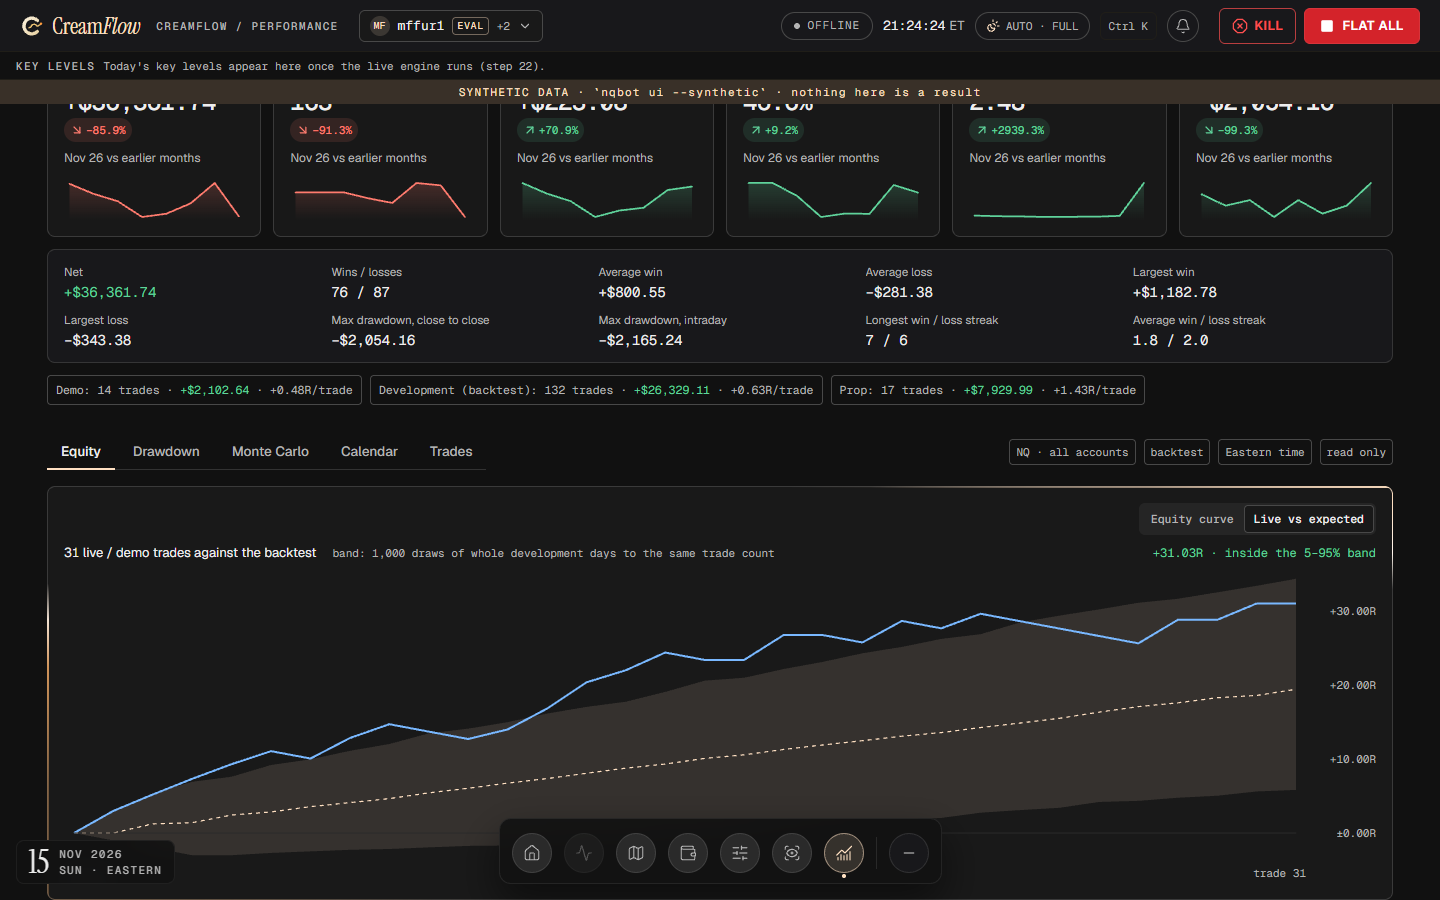 CreamFlow CREAMFLOW / PERFORMANCE MF mffur1 EVAL +2 OFFLINE 21:24:24 ET AUTO · FULL Ctrl K KILL FLAT ALL
KEY LEVELS Today's key levels appear here once the live engine runs (step 22).
SYNTHETIC DATA · `nqbot ui --synthetic` · nothing here is a result
−85.9% −91.3% +70.9% +9.2% +2939.3% −99.3%
Nov 26 vs earlier months Nov 26 vs earlier months Nov 26 vs earlier months Nov 26 vs earlier months Nov 26 vs earlier months Nov 26 vs earlier months
Net Wins / losses Average win Average loss Largest win
+$36,361.74 76 / 87 +$800.55 −$281.38 +$1,182.78
Largest loss Max drawdown, close to close Max drawdown, intraday Longest win / loss streak Average win / loss streak
−$343.38 −$2,054.16 −$2,165.24 7 / 6 1.8 / 2.0
Demo: 14 trades · +$2,102.64 · +0.48R/trade Development (backtest): 132 trades · +$26,329.11 · +0.63R/trade Prop: 17 trades · +$7,929.99 · +1.43R/trade
Equity Drawdown Monte Carlo Calendar Trades NQ · all accounts backtest Eastern time read only
Equity curve Live vs expected
31 live / demo trades against the backtest band: 1,000 draws of whole development days to the same trade count +31.03R · inside the 5–95% band
+30.00R
+20.00R
+10.00R
±0.00R
trade 31
15 NOV 2026
SUN · EASTERN